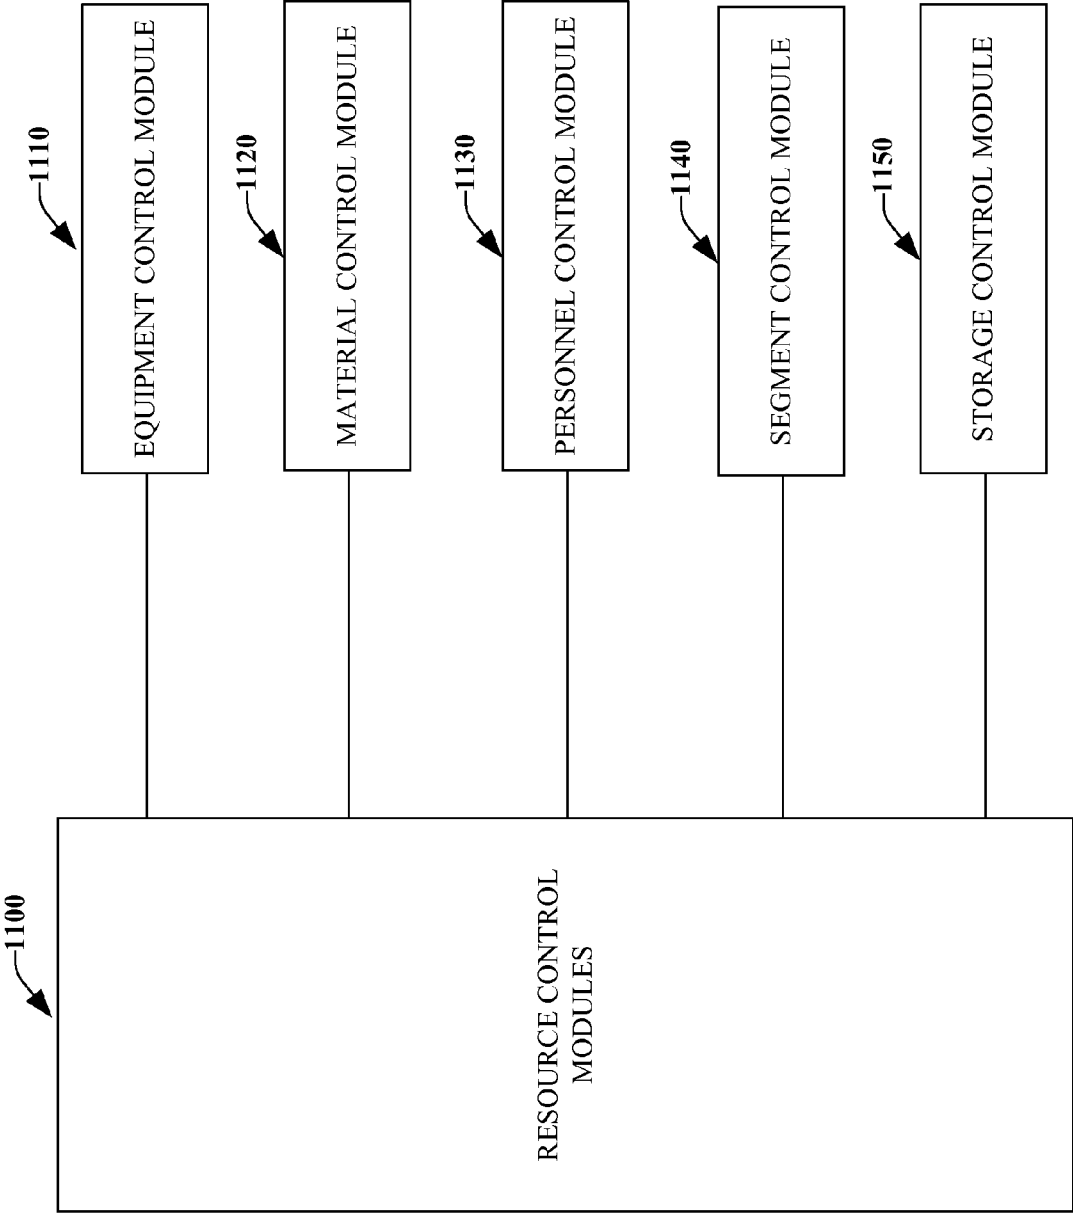 1100
RESOURCE CONTROL
MODULES
1110
EQUIPMENT CONTROL MODULE
1120
MATERIAL CONTROL MODULE
1130
PERSONNEL CONTROL MODULE
1140
SEGMENT CONTROL MODULE
1150
STORAGE CONTROL MODULE